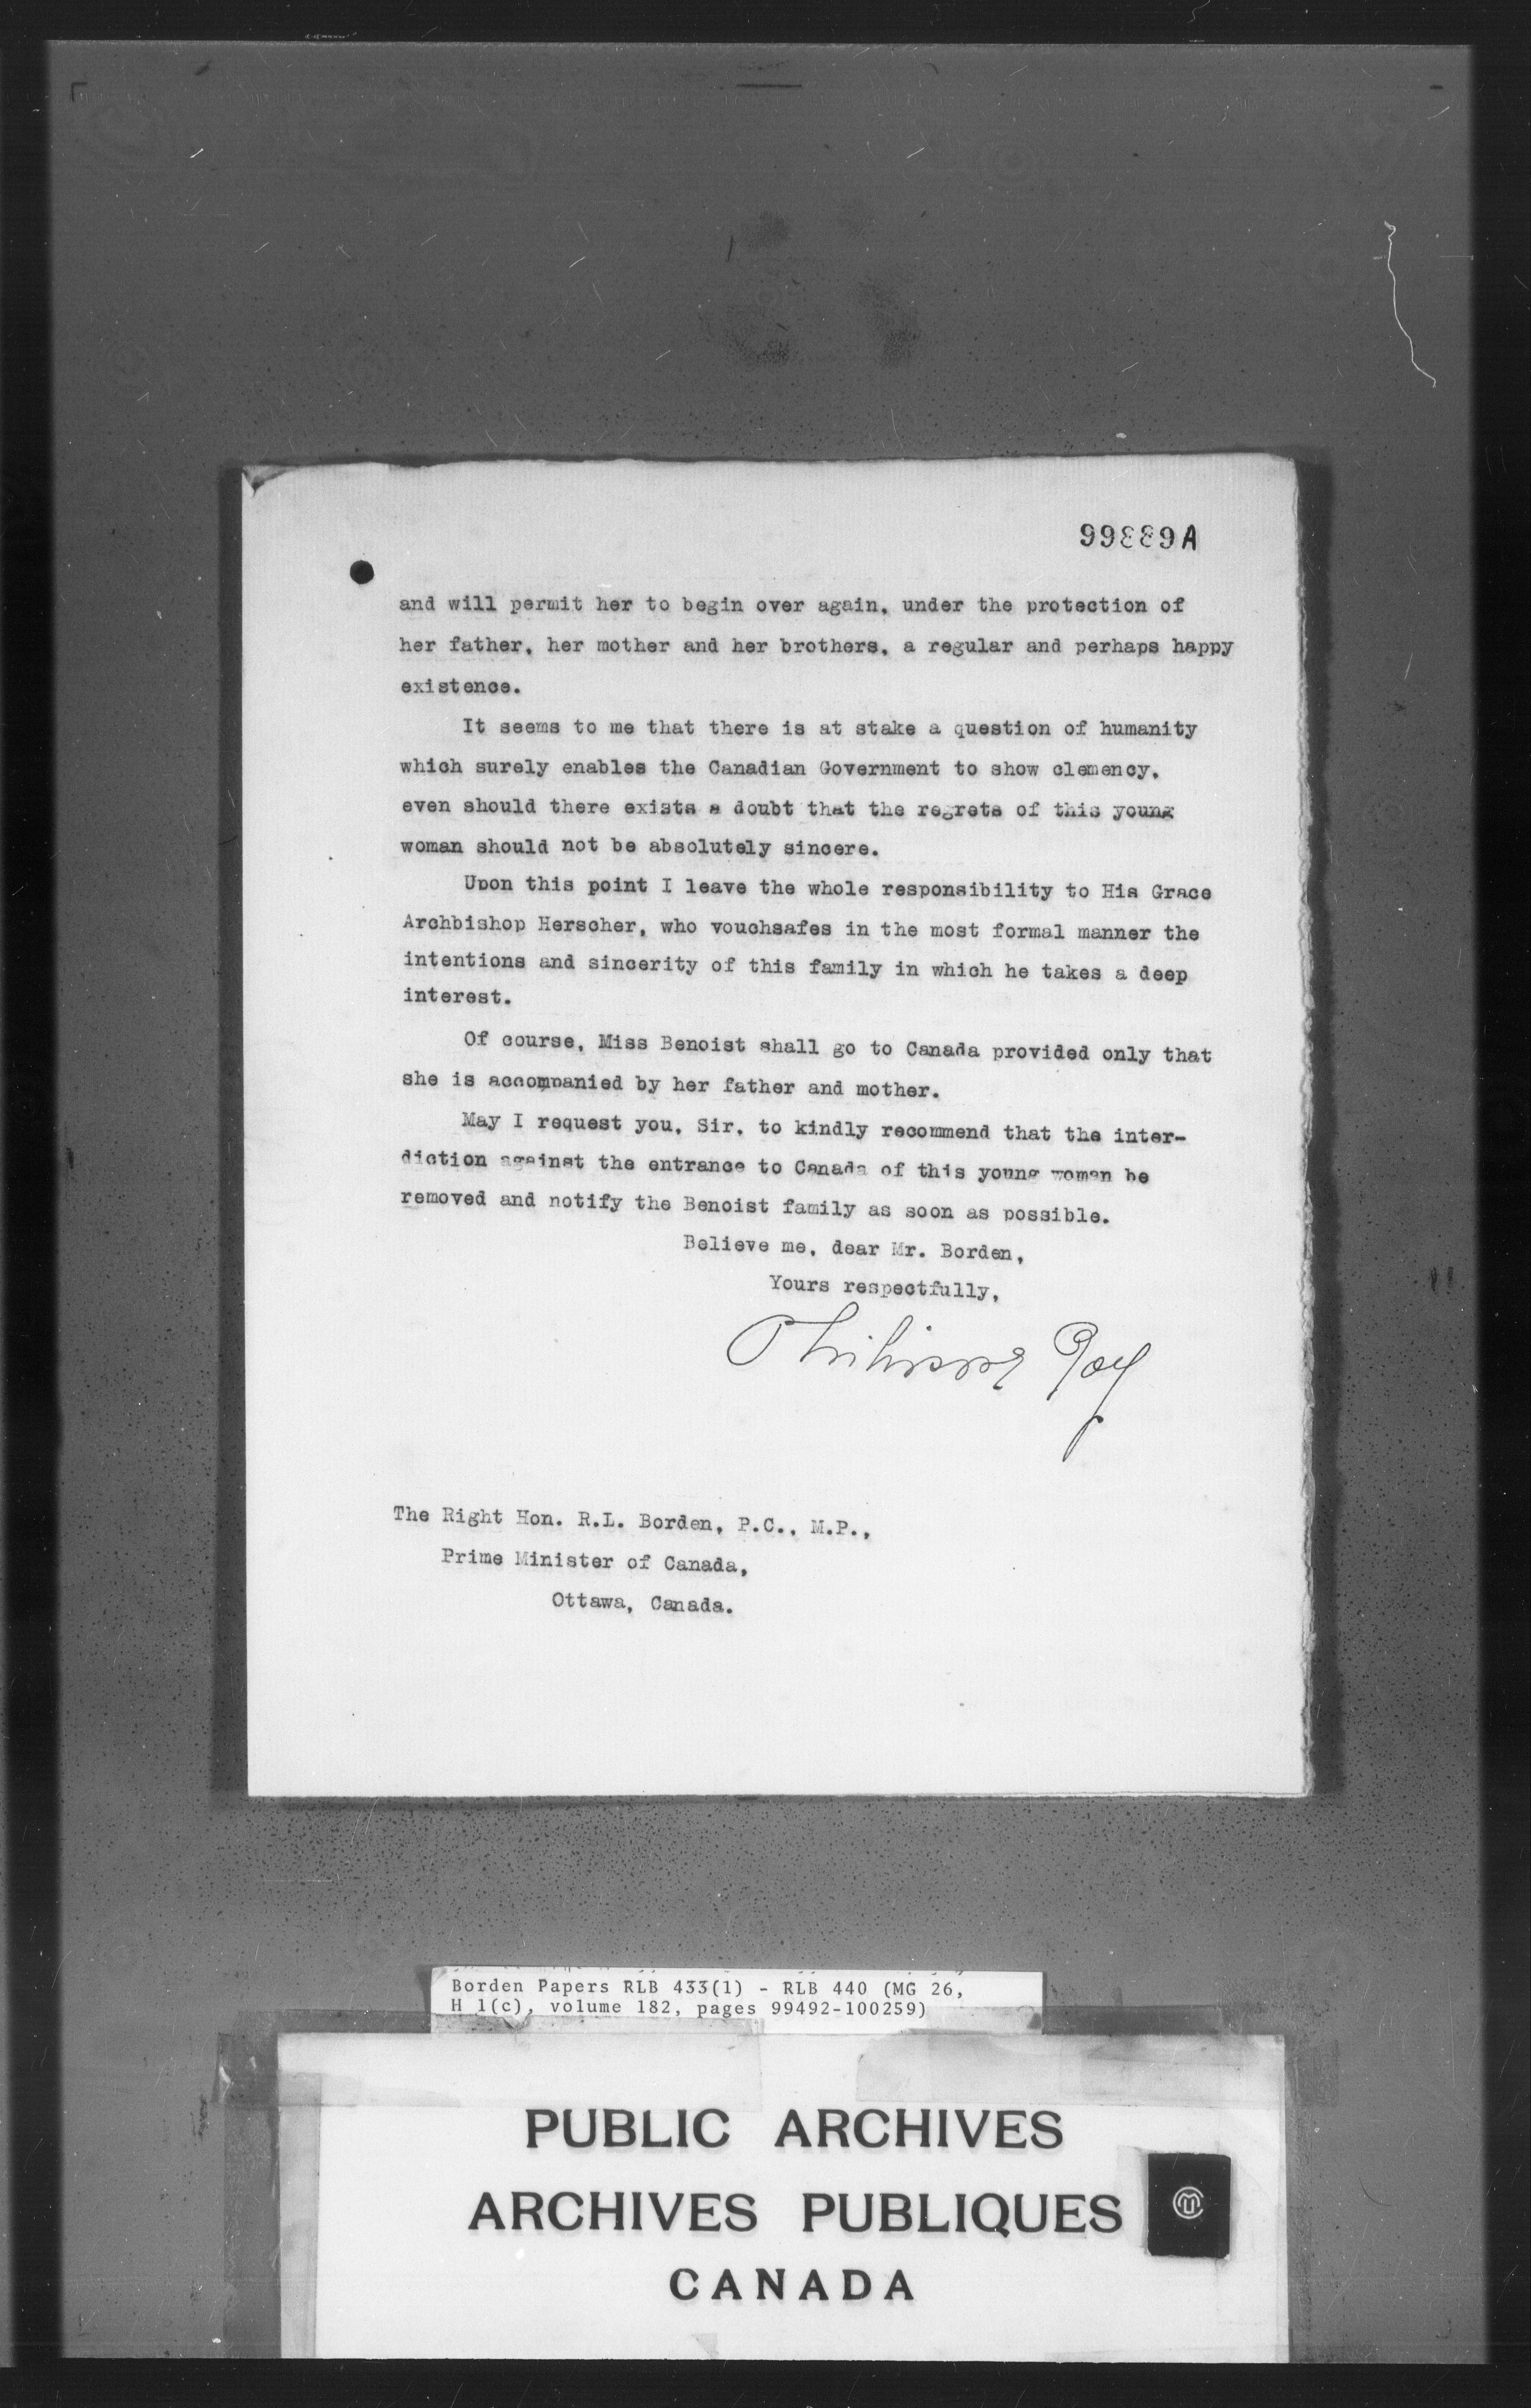 99889A
and will permit her to begin over again, under the protection of
her father, her mother and her brothers, a regular and perhaps happy
existence.
It seems to me that there is at stake a question of humanity
which surely enables the Canadian Government to show clemency,
even should there exists a doubt that the regrets of this young
woman should not be absolutely sincere.
Upon this point I leave the whole responsibility to His Grace
Archbishop Herscher, who vouchsafes in the most formal manner the
intentions and sincerity of this family in which he takes a deep
interest.
Of course, Miss Benoist shall go to Canada provided only that
she is accompanied by her father and mother.
May I request you, Sir, to kindly recommend that the inter-
diction against the entrance to Canada of this young woman be
removed and notify the Benoist family as soon as possible.
Believe me, dear Mr. Borden,
Yours respectfully,
Philippe Roy
The Right Hon. R.L. Borden, P.C., M.P.,
Prime Minister of Canada,
Ottawa, Canada.
Borden Papers RLB 433(1) - RLB 440 (MG 26,
H 1(c), volume 182, pages 99492-100259)
PUBLIC ARCHIVES
ARCHIVES PUBLIQUES
CANADA